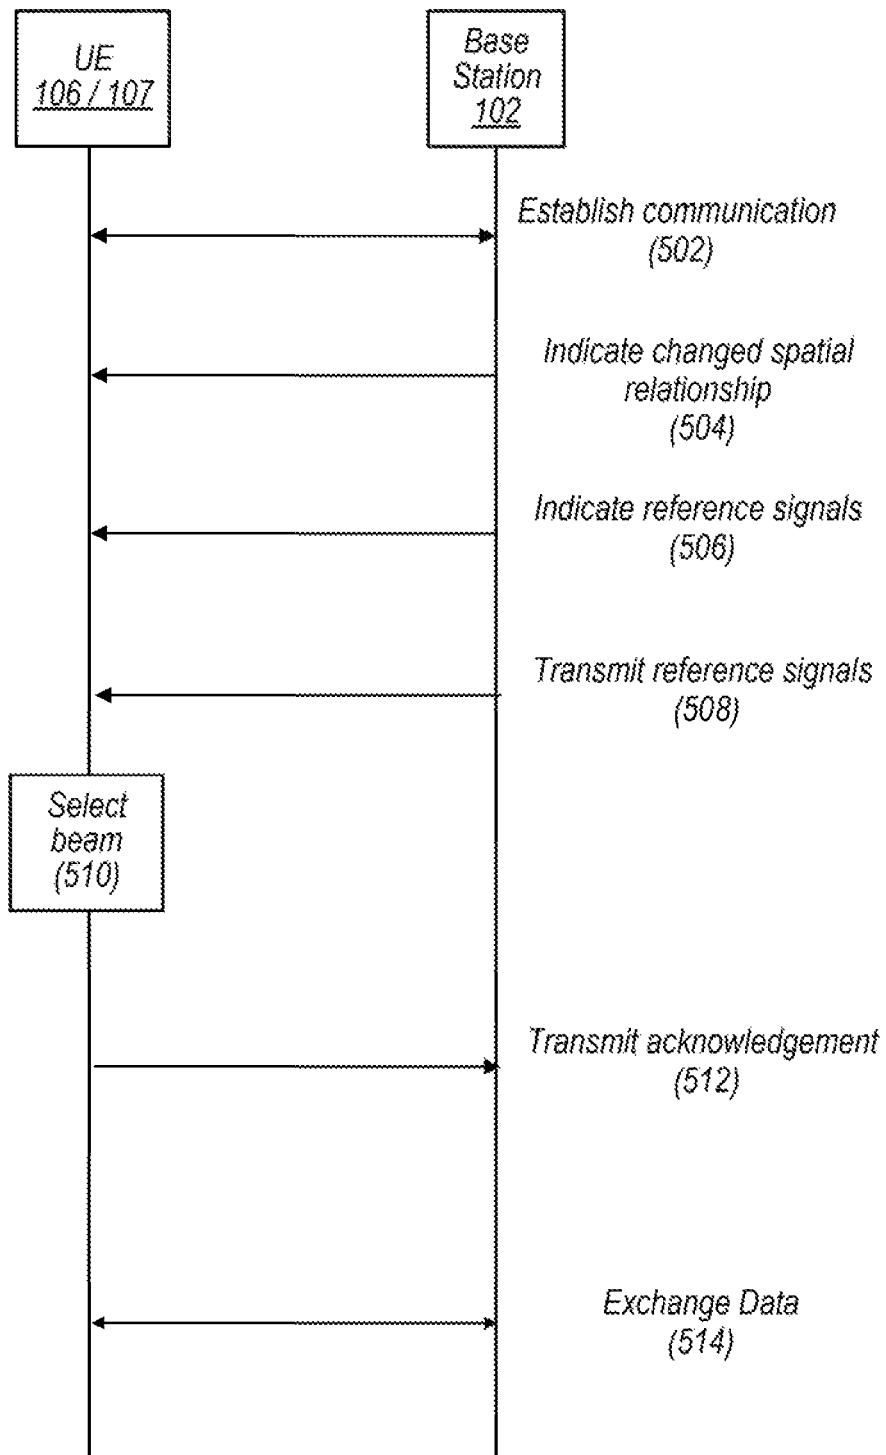 UE
106 / 107
Base
Station
102
Establish communication
(502)
Indicate changed spatial
relationship
(504)
Indicate reference signals
(506)
Transmit reference signals
(508)
Select
beam
(510)
Transmit acknowledgement
(512)
Exchange Data
(514)